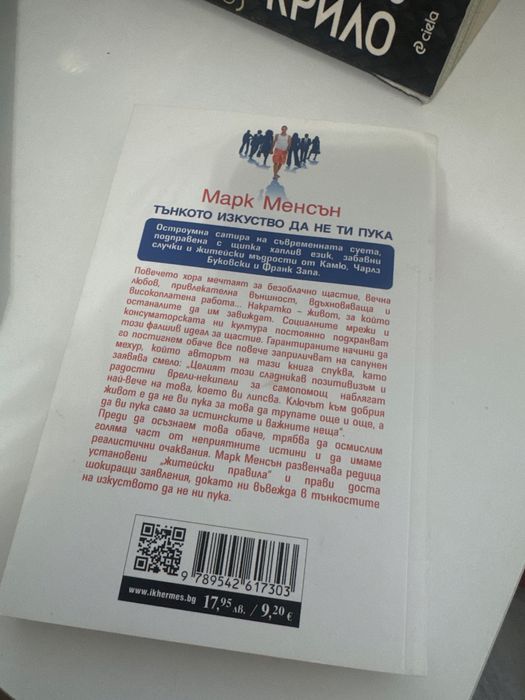 КРИЛО
ciela
Марк Менсън
ТЪНКОТО ИЗКУСТВО ДА НЕ ТИ ПУКА
Остроумна сатира на съвременната суета,
подправена с щипка хаплив език, забавни
случки и житейски мъдрости от Камю, Чарлз
Буковски и Франк Запа.
Повечето хора мечтаят за безоблачно щастие, вечна
любов, привлекателна външност, вдъхновяваща и
високоплатена работа... Накратко – живот, за който
останалите да им завиждат. Социалните мрежи и
консуматорската ни култура постоянно подхранват
този фалшив идеал за щастие. Гарантираните начини да
го постигнем обаче все повече заприличват на сапунен
мехур, който авторът на тази книга спуква, като
заявява смело: „Целият този сладникав позитивизъм и
радостни врели-некипели за самопомощ наблягат
най-вече на това, което ви липсва. Ключът към добрия
живот е да не ви пука за това да трупате още и още, а
да ви пука само за истинските и важните неща“.
Преди да осъзнаем това обаче, трябва да осмислим
голяма част от неприятните истини и да имаме
реалистични очаквания. Марк Менсън развенчава редица
установени „житейски правила“ и прави доста
шокиращи заявления, докато ни въвежда в тънкостите
на изкуството да не ни пука.
9 789542 617303
www.ikhermes.bg 17,95 лв. / 9,20 €